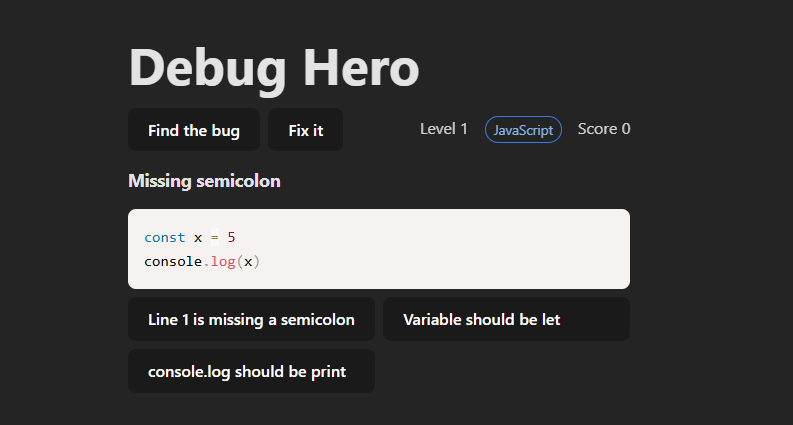 Debug Hero
Find the bug
Fix it
Level 1
JavaScript
Score 0
Missing semicolon
const x = 5
console.log(x)
Line 1 is missing a semicolon
Variable should be let
console.log should be print